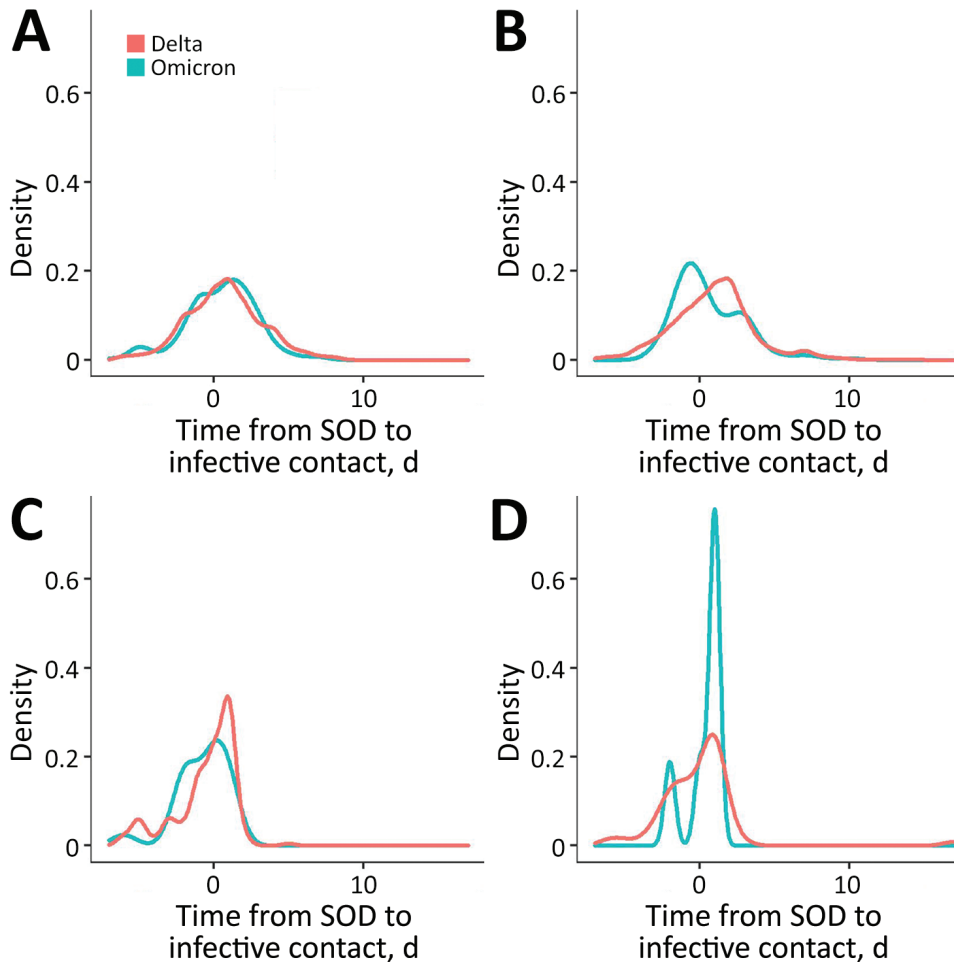 A
Delta
Omicron
0.6
0.4
0.2
0
Density
0 10
Time from SOD to
infective contact, d
B
0.6
0.4
0.2
0
Density
0 10
Time from SOD to
infective contact, d
C
0.6
0.4
0.2
0
Density
0 10
Time from SOD to
infective contact, d
D
0.6
0.4
0.2
0
Density
0 10
Time from SOD to
infective contact, d